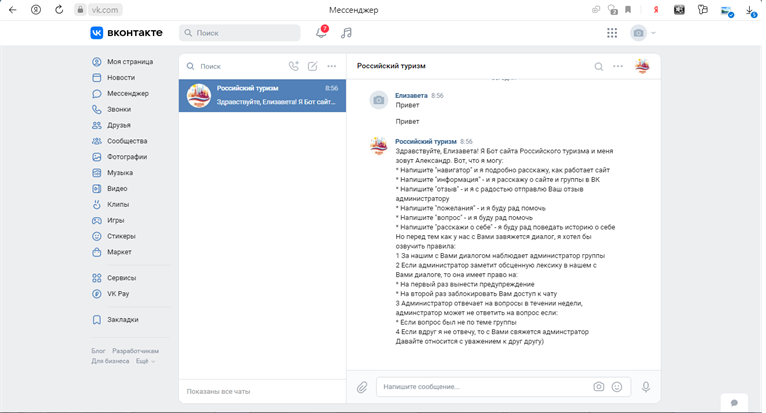 vk.com
Мессенджер
2
Я
1
ВКОНТАКТЕ
Поиск
7
Моя страница
Новости
Мессенджер
Звонки
Друзья
Сообщества
Фотографии
Музыка
Видео
Клипы
Игры
Стикеры
Маркет
Сервисы
VK Pay
Закладки
Блог Разработчикам
Для бизнеса Ещё
Поиск
Российский туризм 8:56
Здравствуйте, Елизавета! Я Бот сайт...
Показаны все чаты
Российский туризм
Елизавета 8:56
Привет
Привет
Российский туризм 8:56
Здравствуйте, Елизавета! Я Бот сайта Российского туризма и меня
зовут Александр. Вот, что я могу:
* Напишите "навигатор" и я подробно расскажу, как работает сайт
* Напишите "информация" - и я расскажу о сайте и группы в ВК
* Напишите "отзыв" - и я с радостью отправлю Ваш отзыв
администратору
* Напишите "пожелания" - и я буду рад помочь
* Напишите "вопрос" - и я буду рад помочь
* Напишите "расскажи о себе" - я буду рад поведать историю о себе
Но перед тем как у нас с Вами завяжется диалог, я хотел бы
озвучить правила:
1 За нашим с Вами диалогом наблюдает администратор группы
2 Если администратор заметит обсценную лексику в нашем с
Вами диалоге, то она имеет право на:
* На первый раз вынести предупреждение
* На второй раз заблокировать Вам доступ к чату
3 Администратор отвечает на вопросы в течении недели,
администратор может не ответить на вопрос если:
* Если вопрос был не по теме группы
4 Если вдруг я не отвечу, то с Вами свяжется админстратор
Давайте относится с уважением к друг другу)
Напишите сообщение...